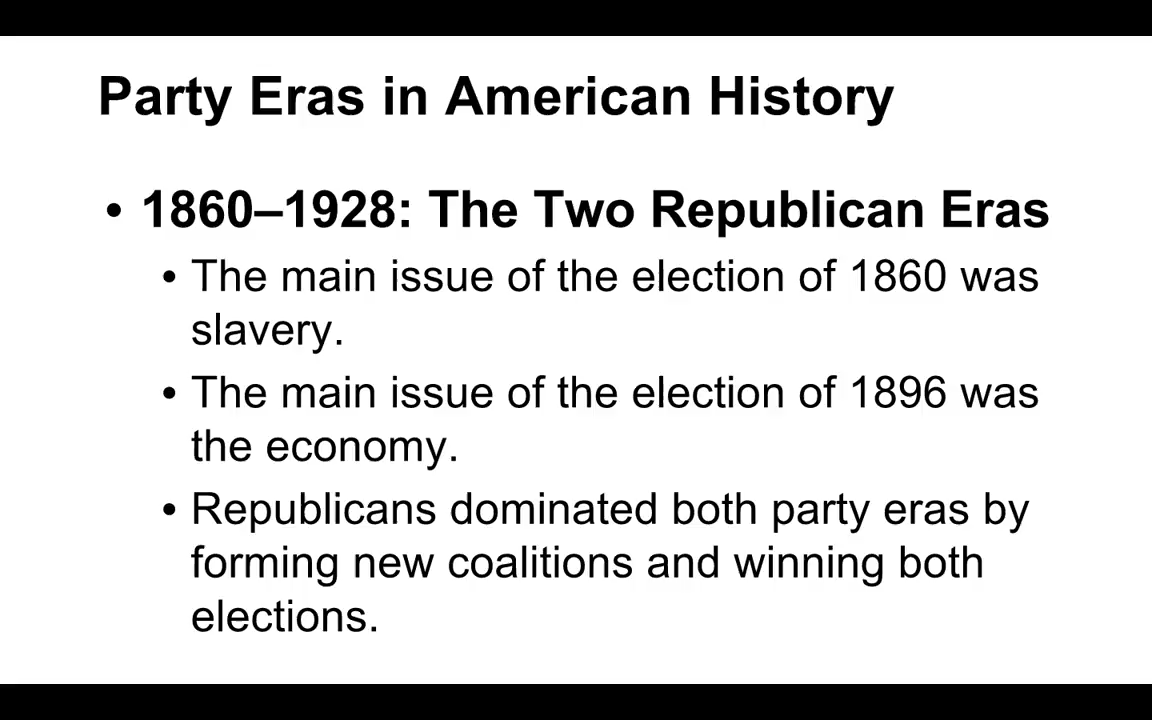 Party Eras in American History
• 1860–1928: The Two Republican Eras
• The main issue of the election of 1860 was
slavery.
• The main issue of the election of 1896 was
the economy.
• Republicans dominated both party eras by
forming new coalitions and winning both
elections.